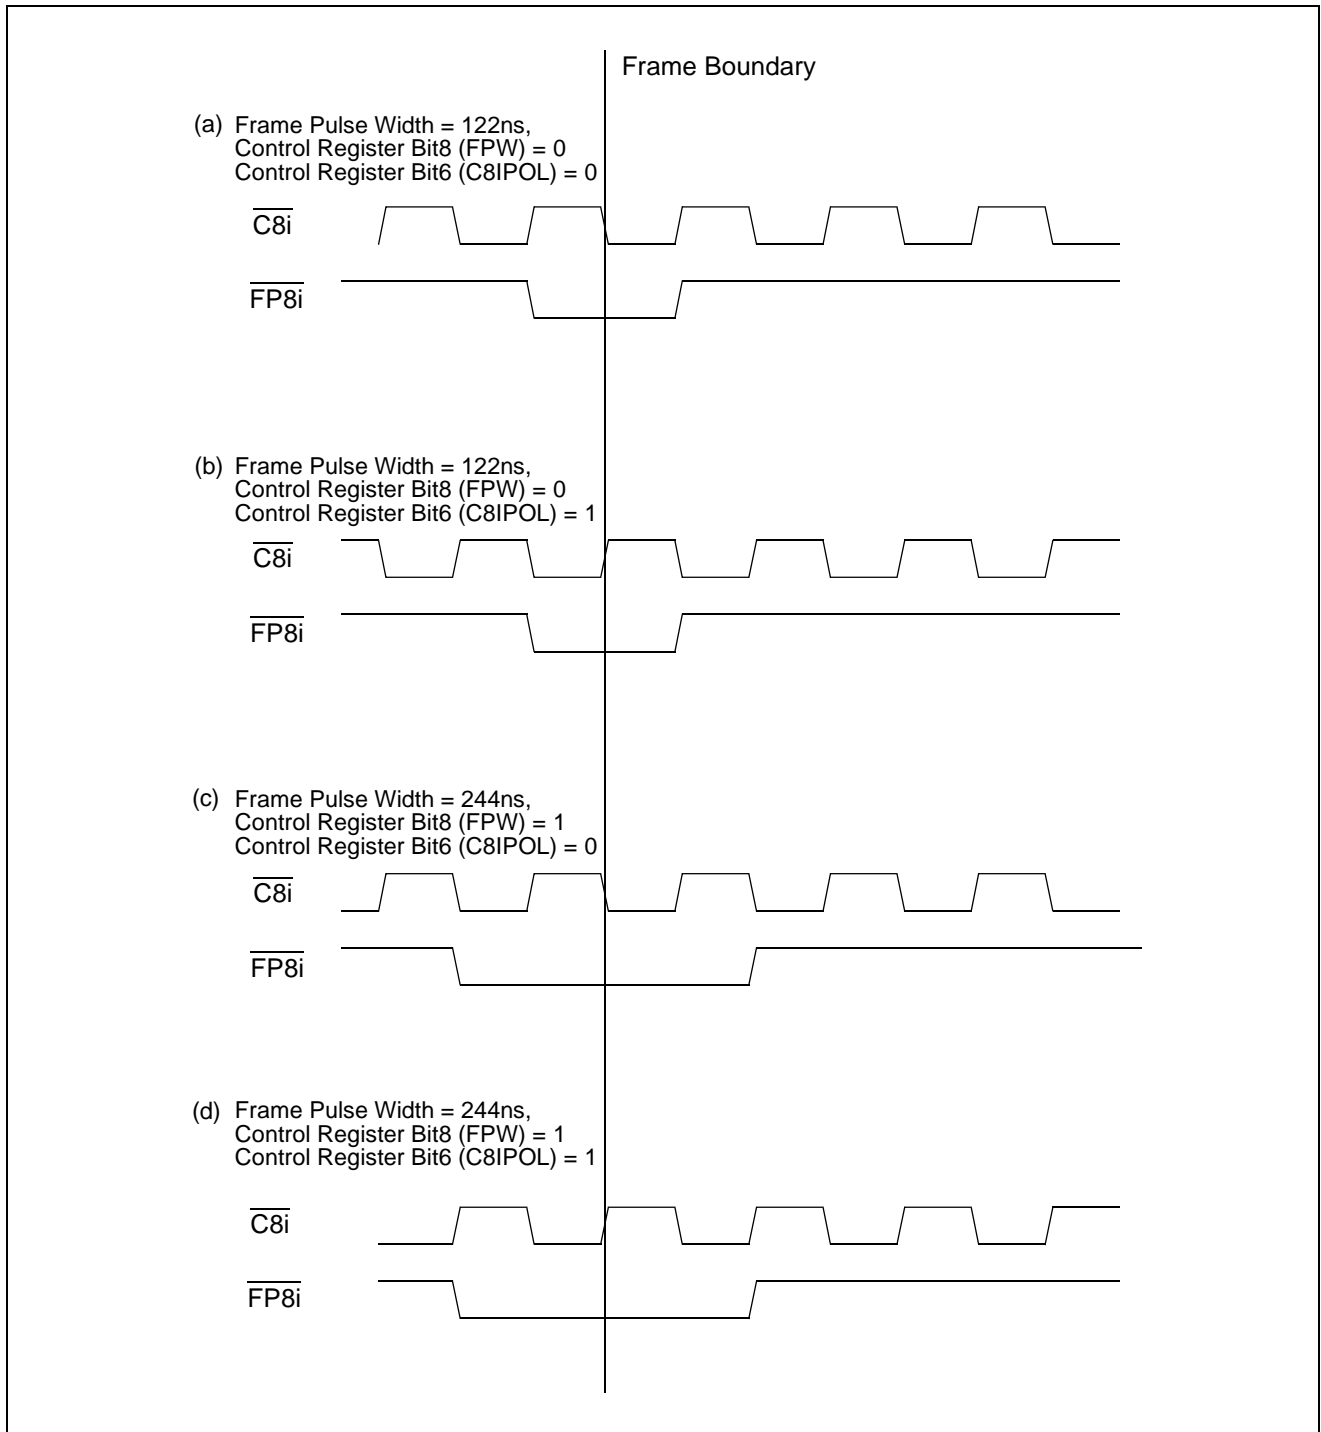 Frame Boundary
(a) Frame Pulse Width = 122ns,
Control Register Bit8 (FPW) = 0
Control Register Bit6 (C8IPOL) = 0
C8i
FP8i
(b) Frame Pulse Width = 122ns,
Control Register Bit8 (FPW) = 0
Control Register Bit6 (C8IPOL) = 1
C8i
FP8i
(c) Frame Pulse Width = 244ns,
Control Register Bit8 (FPW) = 1
Control Register Bit6 (C8IPOL) = 0
C8i
FP8i
(d) Frame Pulse Width = 244ns,
Control Register Bit8 (FPW) = 1
Control Register Bit6 (C8IPOL) = 1
C8i
FP8i